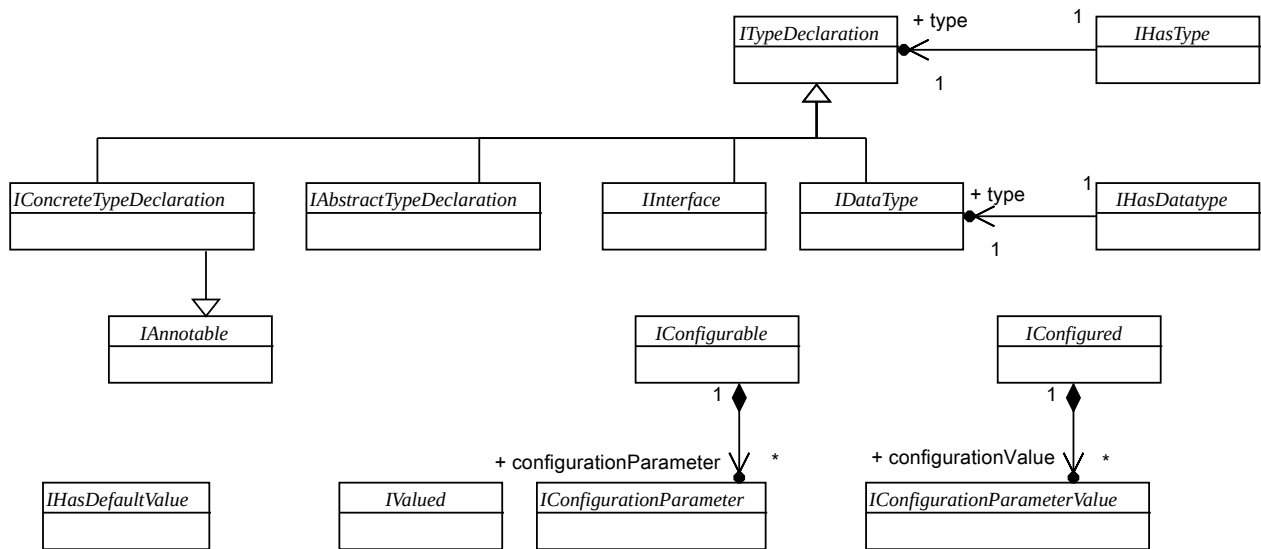 + type
1
ITypeDeclaration
IHasType
1
IConcreteTypeDeclaration
IAbstractTypeDeclaration
IInterface
IDataType
+ type
1
IHasDatatype
1
IAnnotable
IConfigurable
IConfigured
1
1
+ configurationParameter
*
+ configurationValue
*
IHasDefaultValue
IValued
IConfigurationParameter
IConfigurationParameterValue